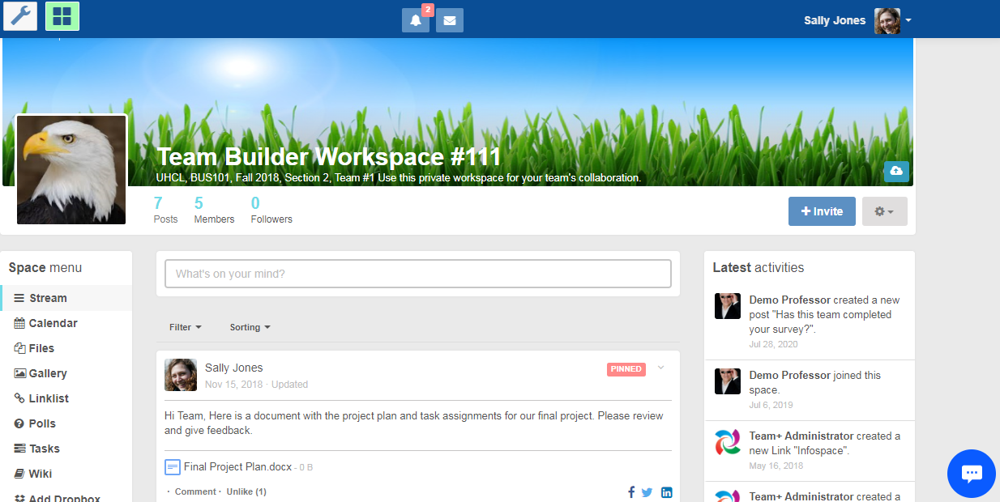 2
Sally Jones
Team Builder Workspace #111
UHCL, BUS101, Fall 2018, Section 2, Team #1 Use this private workspace for your team's collaboration.
7
Posts
5
Members
0
Followers
Invite
Space menu
Stream
Calendar
Files
Gallery
Linklist
Polls
Tasks
Wiki
Add Dropbox
What's on your mind?
Filter
Sorting
Sally Jones
Nov 15, 2018 · Updated
PINNED
Hi Team, Here is a document with the project plan and task assignments for our final project. Please review
and give feedback.
Final Project Plan.docx - 0 B
· Comment · Unlike (1)
Latest activities
Demo Professor created a new
post "Has this team completed
your survey?".
Jul 28, 2020
Demo Professor joined this
space.
Jul 6, 2019
Team+ Administrator created a
new Link "Infospace".
May 16, 2018
Team+ Administrator created a